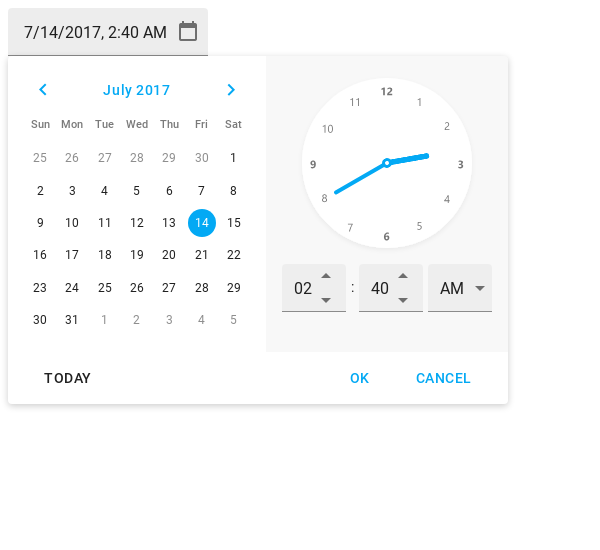 7/14/2017, 2:40 AM
July 2017
Sun Mon Tue Wed Thu Fri Sat
25 26 27 28 29 30 1
2 3 4 5 6 7 8
9 10 11 12 13 14 15
16 17 18 19 20 21 22
23 24 25 26 27 28 29
30 31 1 2 3 4 5
12
11 1
10 2
9 3
8 4
7 5
6
02 : 40 AM
TODAY OK CANCEL